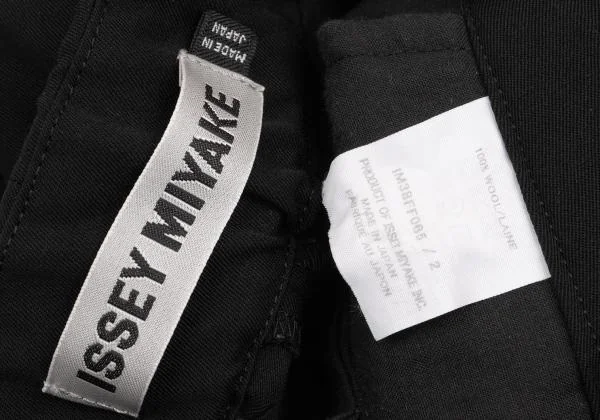 MADE IN
JAPAN
ISSEY MIYAKE
100% WOOL/LAINE
IM38FF065 / 2
PRODUCT OF ISSEY MIYAKE INC.
MADE IN JAPAN
FABRIQUE AU JAPON